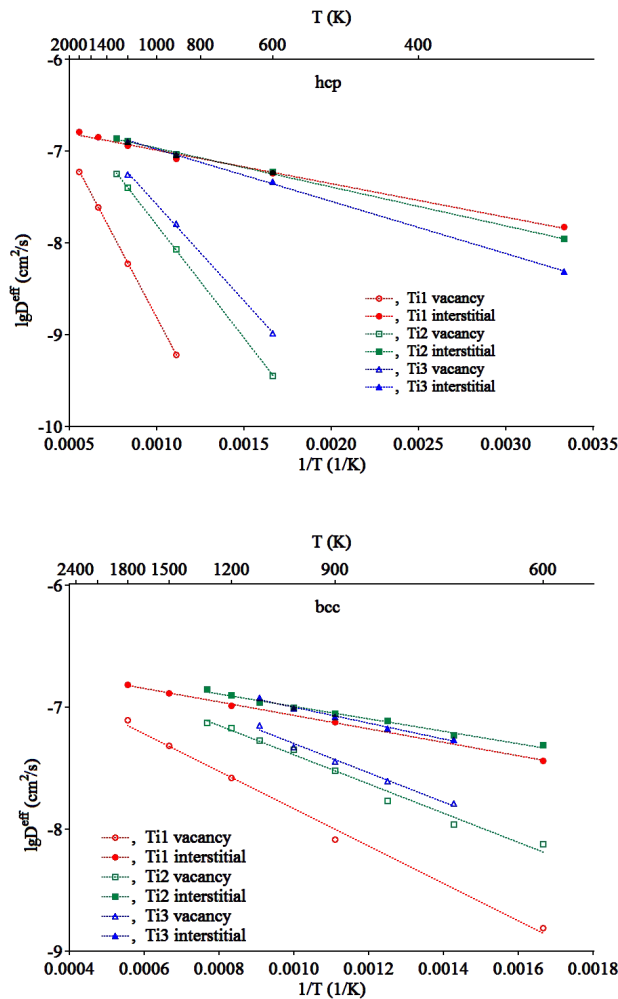 T (K)
2000 1400 1000 800 600 400
-6
hcp
-7
-8
lgD^eff (cm²/s)
-9
-10
, Ti1 vacancy
, Ti1 interstitial
, Ti2 vacancy
, Ti2 interstitial
, Ti3 vacancy
, Ti3 interstitial
0.0005 0.0010 0.0015 0.0020 0.0025 0.0030 0.0035
1/T (1/K)
T (K)
2400 1800 1500 1200 900 600
-6
bcc
-7
lgD^eff (cm²/s)
-8
-9
, Ti1 vacancy
, Ti1 interstitial
, Ti2 vacancy
, Ti2 interstitial
, Ti3 vacancy
, Ti3 interstitial
0.0004 0.0006 0.0008 0.0010 0.0012 0.0014 0.0016 0.0018
1/T (1/K)